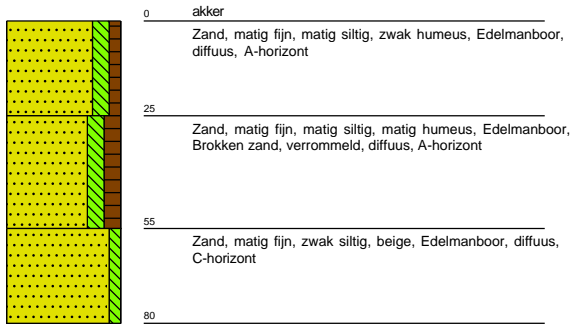 0 akker
Zand, matig fijn, matig siltig, zwak humeus, Edelmanboor,
diffuus, A-horizont
25
Zand, matig fijn, matig siltig, matig humeus, Edelmanboor,
Brokken zand, verrommeld, diffuus, A-horizont
55
Zand, matig fijn, zwak siltig, beige, Edelmanboor, diffuus,
C-horizont
80